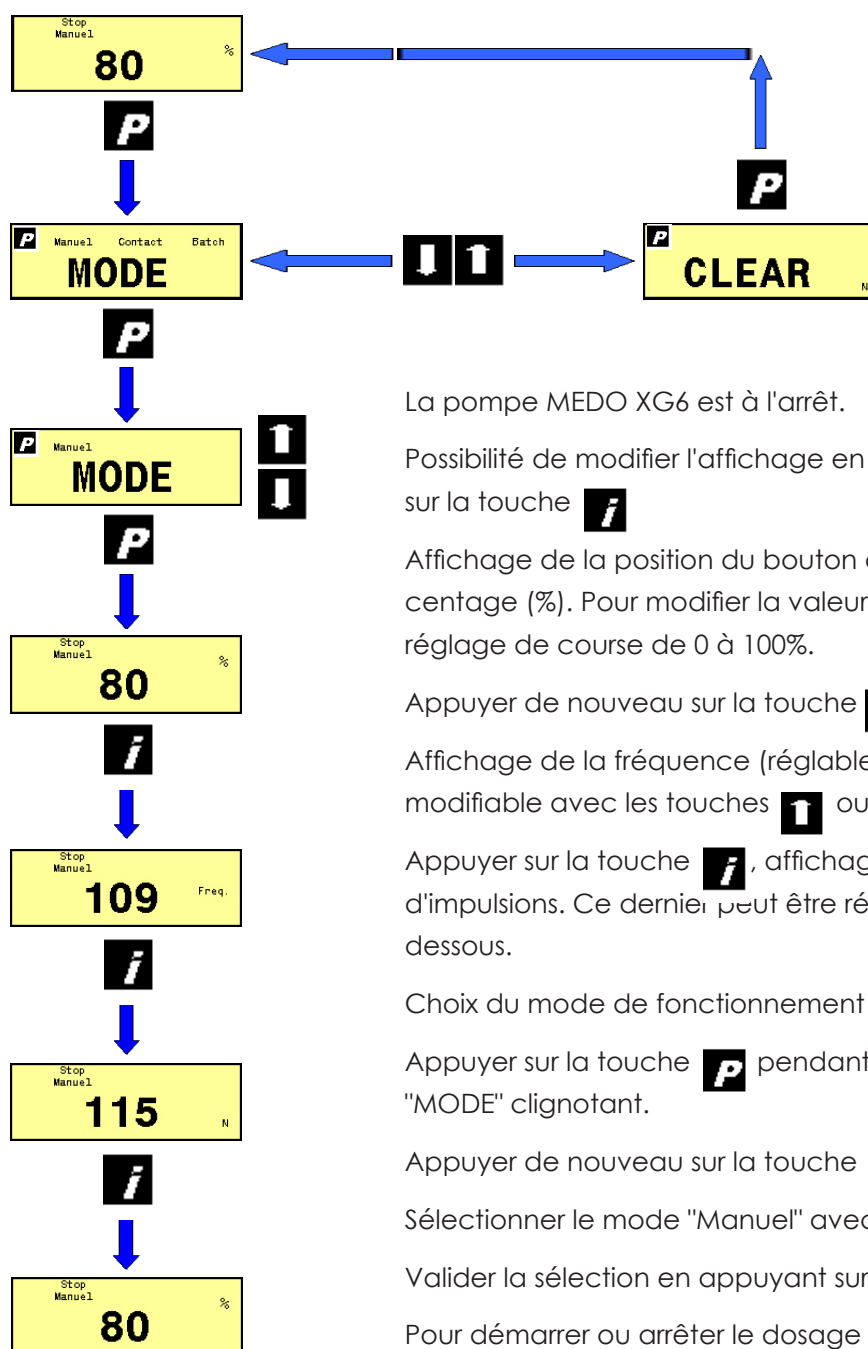 Stop
Manuel
80 %
P
P
P Manuel Contact Batch
MODE
P
CLEAR
N
P
P Manuel
MODE
P
Stop
Manuel
80 %
i
Stop
Manuel
109 Freq.
i
Stop
Manuel
115 N
i
Stop
Manuel
80 %
La pompe MEDO XG6 est à l'arrêt.
Possibilité de modifier l'affichage en
sur la touche i
Affichage de la position du bouton
centage (%). Pour modifier la valeur
réglage de course de 0 à 100%.
Appuyer de nouveau sur la touche
Affichage de la fréquence (réglable
modifiable avec les touches ou
Appuyer sur la touche i, affichag
d'impulsions. Ce dernier peut être ré
dessous.
Choix du mode de fonctionnement
Appuyer sur la touche P pendant
"MODE" clignotant.
Appuyer de nouveau sur la touche
Sélectionner le mode "Manuel" avec
Valider la sélection en appuyant sur
Pour démarrer ou arrêter le dosage